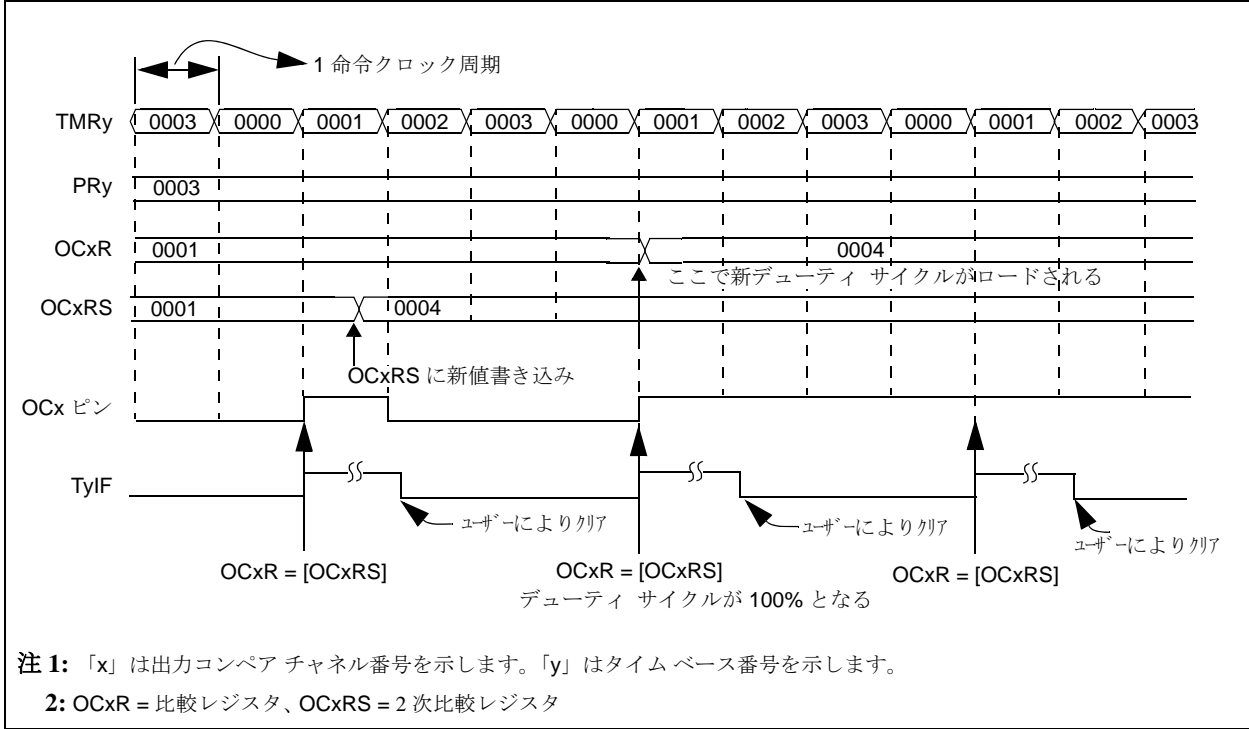 1 命令クロック周期
TMRy 0003 0000 0001 0002 0003 0000 0001 0002 0003 0000 0001 0002 0003
PRy 0003
OCxR 0001 0004
ここで新デューティ サイクルがロードされる
OCxRS 0001 0004
OCxRS に新値書き込み
OCx ピン
TyIF
ユーザーによりクリア ユーザーによりクリア ユーザーによりクリア
OCxR = [OCxRS] OCxR = [OCxRS] OCxR = [OCxRS]
デューティ サイクルが 100% となる
注 1: 「x」は出力コンペア チャネル番号を示します。「y」はタイム ベース番号を示します。
2: OCxR = 比較レジスタ、OCxRS = 2 次比較レジスタ